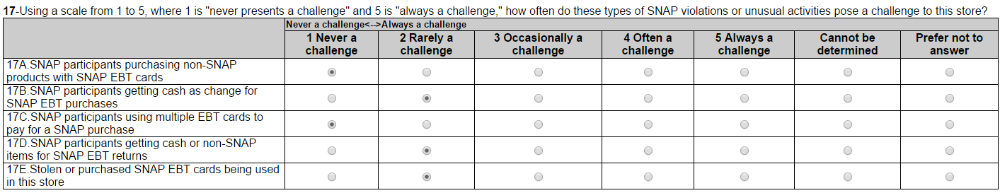 17-Using a scale from 1 to 5, where 1 is "never presents a challenge" and 5 is "always a challenge," how often do these types of SNAP violations or unusual activities pose a challenge to this store?
Never a challenge<-->Always a challenge
1 Never a challenge
2 Rarely a challenge
3 Occasionally a challenge
4 Often a challenge
5 Always a challenge
Cannot be determined
Prefer not to answer
17A.SNAP participants purchasing non-SNAP
products with SNAP EBT cards
17B.SNAP participants getting cash as change for
SNAP EBT purchases
17C.SNAP participants using multiple EBT cards to
pay for a SNAP purchase
17D.SNAP participants getting cash or non-SNAP
items for SNAP EBT returns
17E.Stolen or purchased SNAP EBT cards being used
in this store